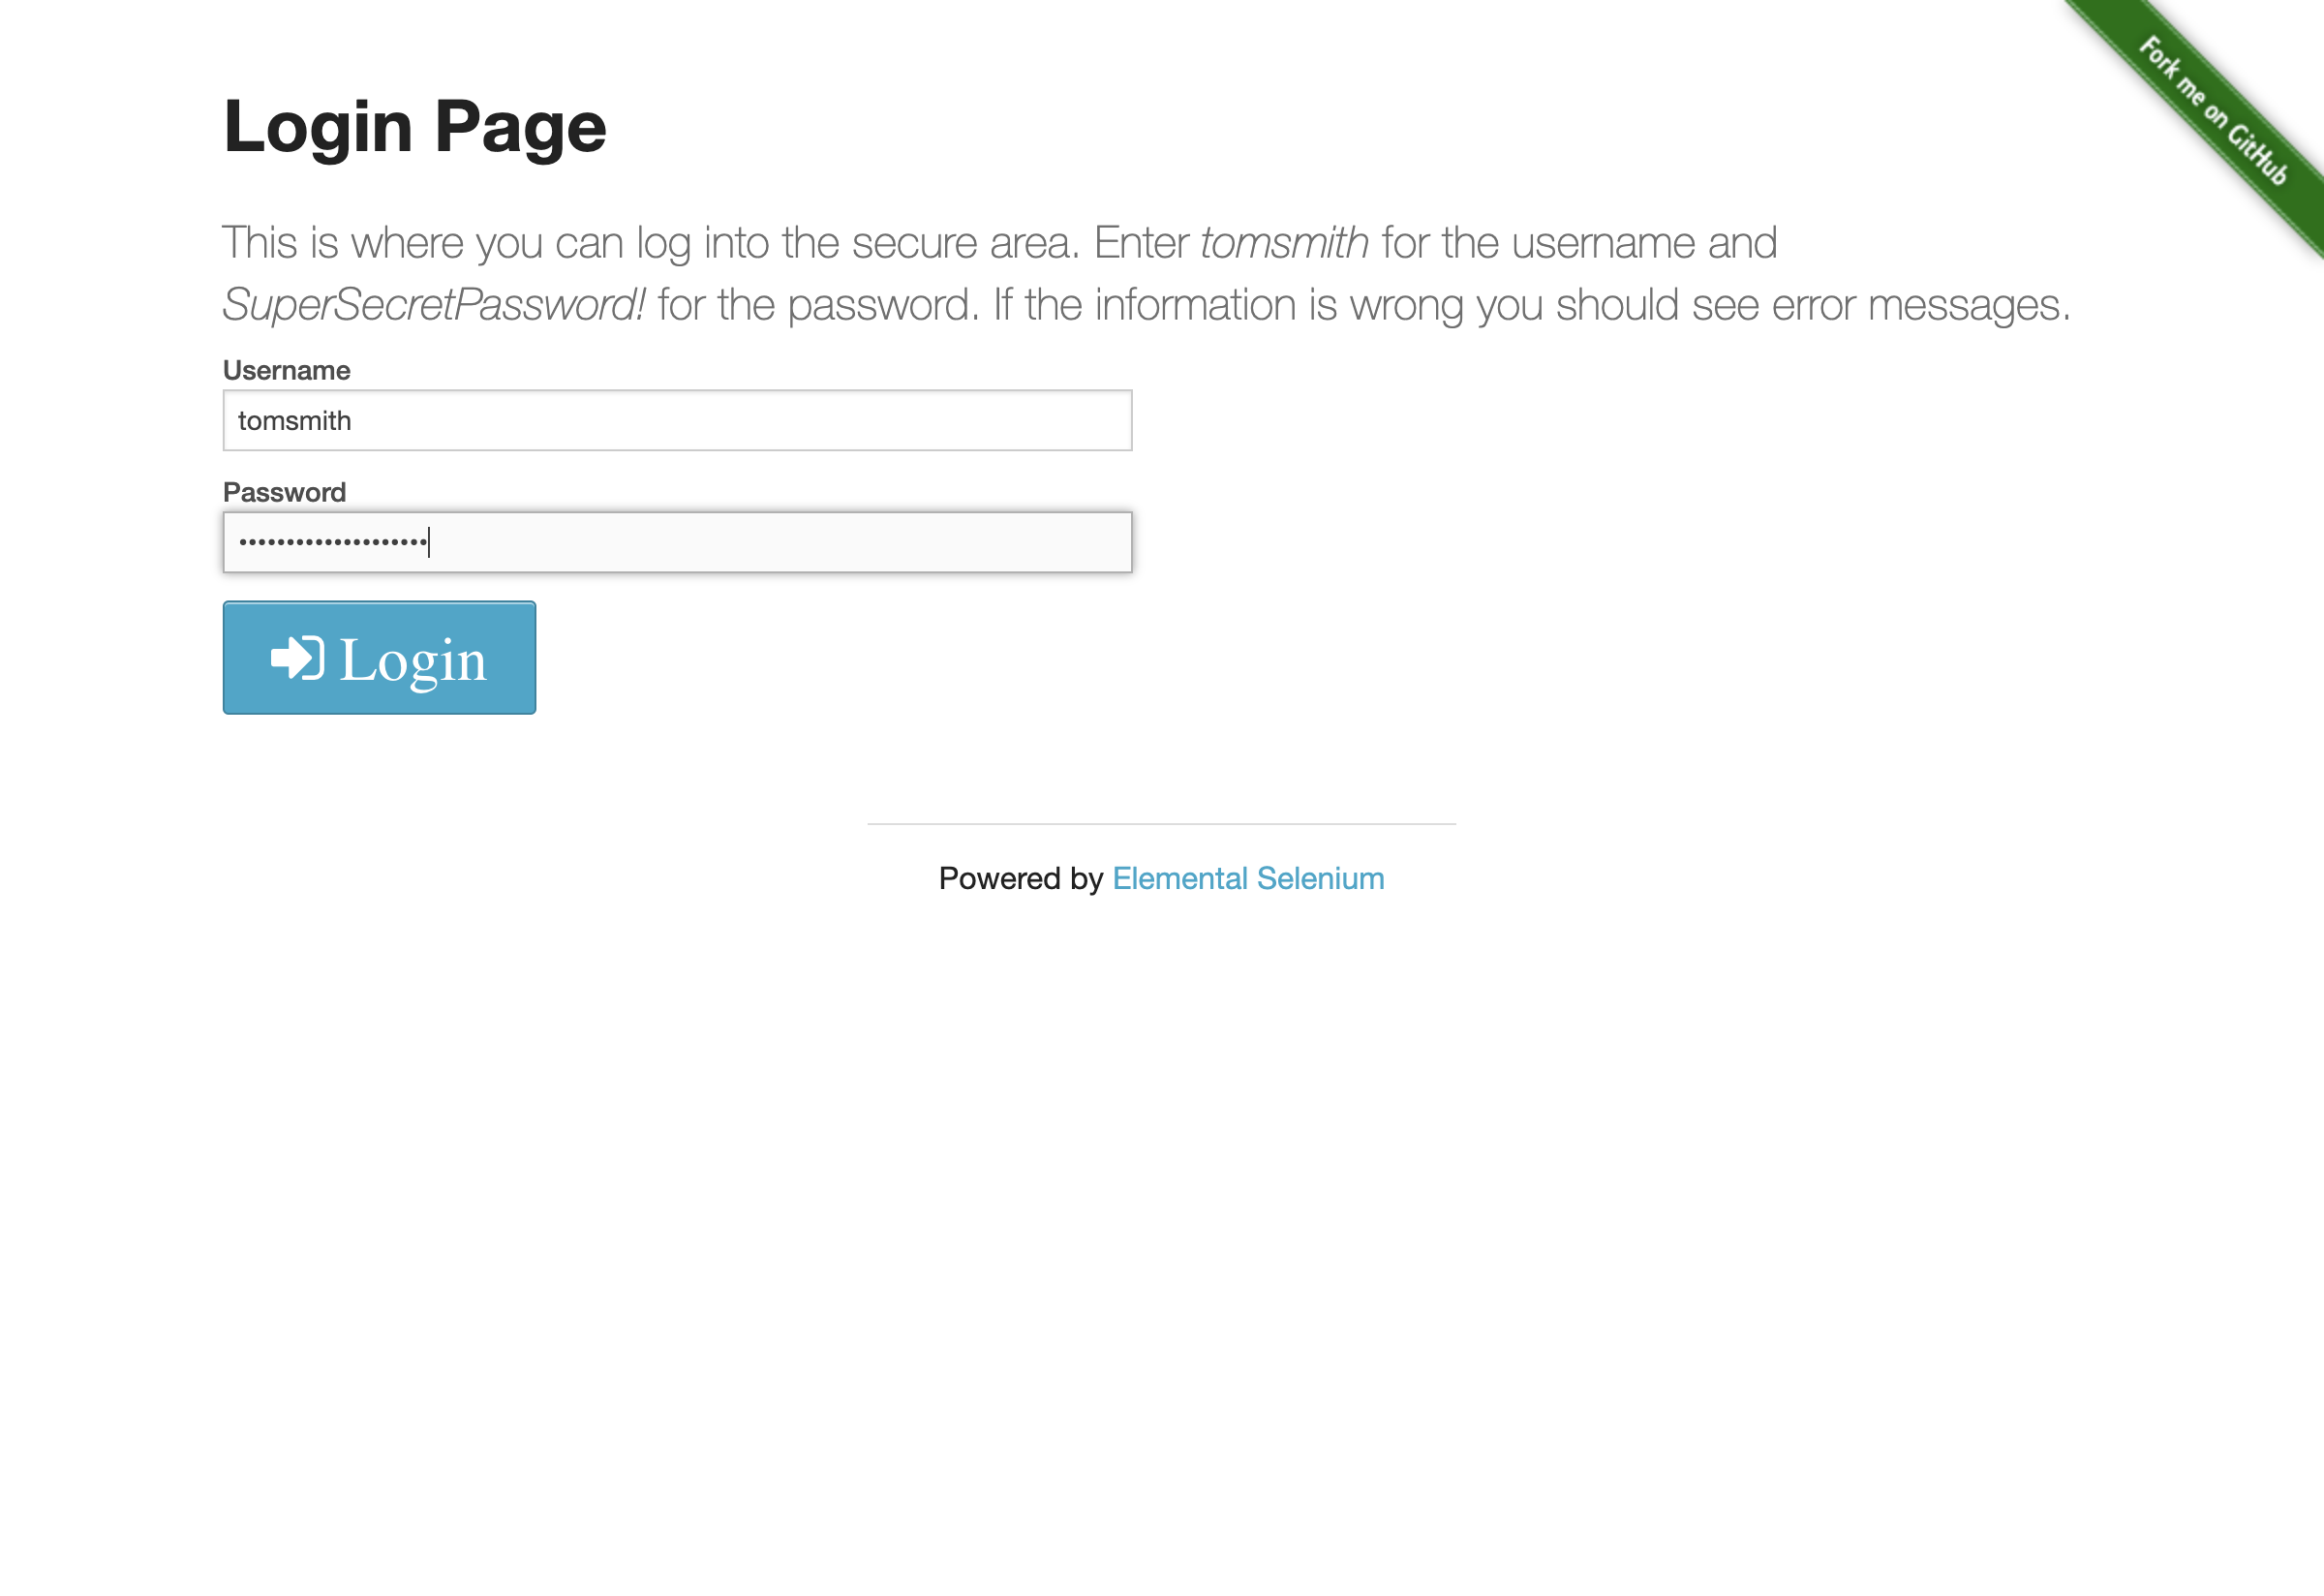 Fork me on GitHub
Login Page
This is where you can log into the secure area. Enter tomsmith for the username and
SuperSecretPassword! for the password. If the information is wrong you should see error messages.
Username
tomsmith
Password
••••••••••••••••••••
Login
Powered by Elemental Selenium